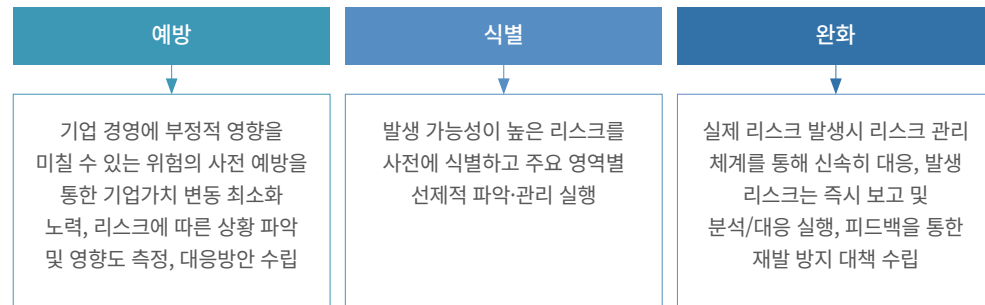 예방
기업 경영에 부정적 영향을
미칠 수 있는 위험의 사전 예방을
통한 기업가치 변동 최소화
노력, 리스크에 따른 상황 파악
및 영향도 측정, 대응방안 수립
식별
발생 가능성이 높은 리스크를
사전에 식별하고 주요 영역별
선제적 파악·관리 실행
완화
실제 리스크 발생시 리스크 관리
체계를 통해 신속히 대응, 발생
리스크는 즉시 보고 및
분석/대응 실행, 피드백을 통한
재발 방지 대책 수립